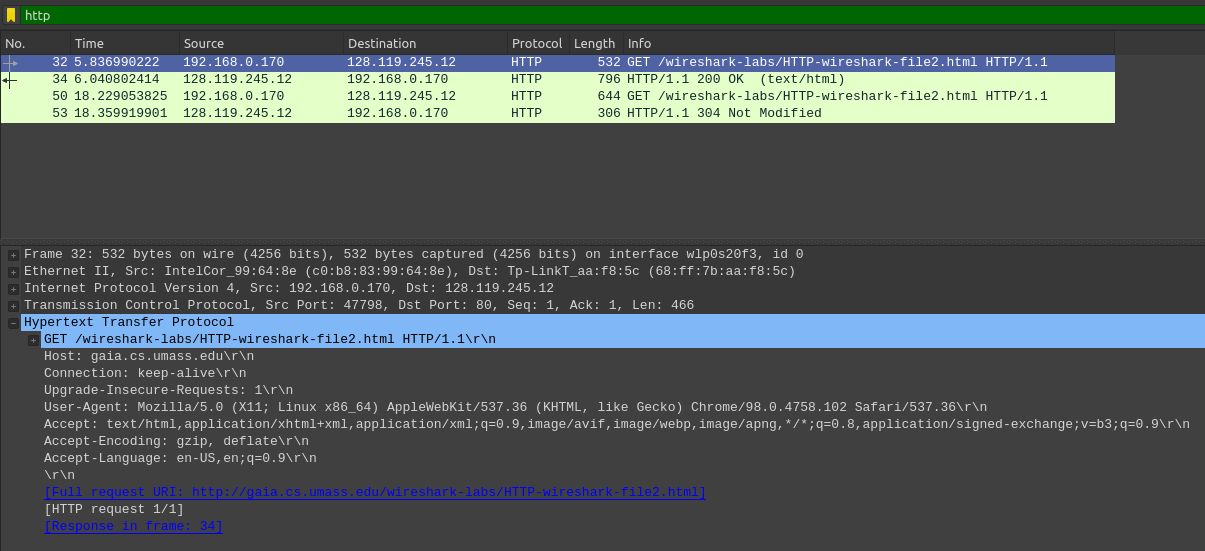 http
No. Time Source Destination Protocol Length Info
32 5.836990222 192.168.0.170 128.119.245.12 HTTP 532 GET /wireshark-labs/HTTP-wireshark-file2.html HTTP/1.1
34 6.040802414 128.119.245.12 192.168.0.170 HTTP 796 HTTP/1.1 200 OK  (text/html)
50 18.229053825 192.168.0.170 128.119.245.12 HTTP 644 GET /wireshark-labs/HTTP-wireshark-file2.html HTTP/1.1
53 18.359919901 128.119.245.12 192.168.0.170 HTTP 306 HTTP/1.1 304 Not Modified
Frame 32: 532 bytes on wire (4256 bits), 532 bytes captured (4256 bits) on interface wlp0s20f3, id 0
Ethernet II, Src: IntelCor_99:64:8e (c0:b8:83:99:64:8e), Dst: Tp-LinkT_aa:f8:5c (68:ff:7b:aa:f8:5c)
Internet Protocol Version 4, Src: 192.168.0.170, Dst: 128.119.245.12
Transmission Control Protocol, Src Port: 47798, Dst Port: 80, Seq: 1, Ack: 1, Len: 466
Hypertext Transfer Protocol
GET /wireshark-labs/HTTP-wireshark-file2.html HTTP/1.1\r\n
Host: gaia.cs.umass.edu\r\n
Connection: keep-alive\r\n
Upgrade-Insecure-Requests: 1\r\n
User-Agent: Mozilla/5.0 (X11; Linux x86_64) AppleWebKit/537.36 (KHTML, like Gecko) Chrome/98.0.4758.102 Safari/537.36\r\n
Accept: text/html,application/xhtml+xml,application/xml;q=0.9,image/avif,image/webp,image/apng,*/*;q=0.8,application/signed-exchange;v=b3;q=0.9\r\n
Accept-Encoding: gzip, deflate\r\n
Accept-Language: en-US,en;q=0.9\r\n
\r\n
[Full request URI: http://gaia.cs.umass.edu/wireshark-labs/HTTP-wireshark-file2.html]
[HTTP request 1/1]
[Response in frame: 34]